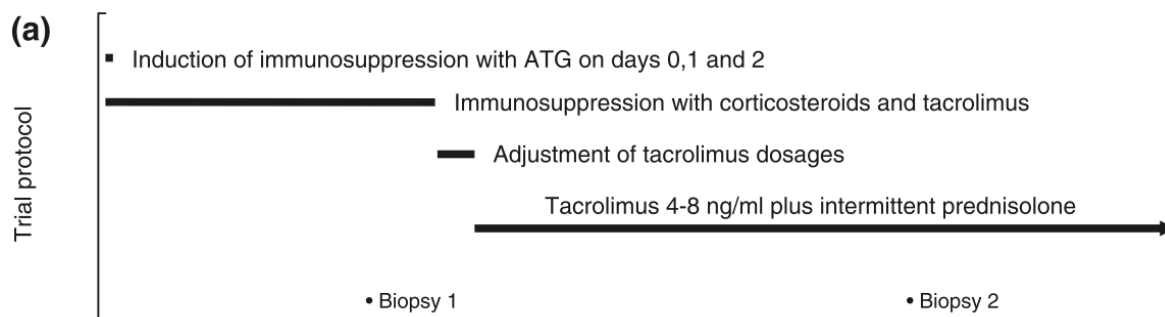 (a)
Induction of immunosuppression with ATG on days 0,1 and 2
Immunosuppression with corticosteroids and tacrolimus
Adjustment of tacrolimus dosages
Trial protocol
Tacrolimus 4-8 ng/ml plus intermittent prednisolone
• Biopsy 1
• Biopsy 2